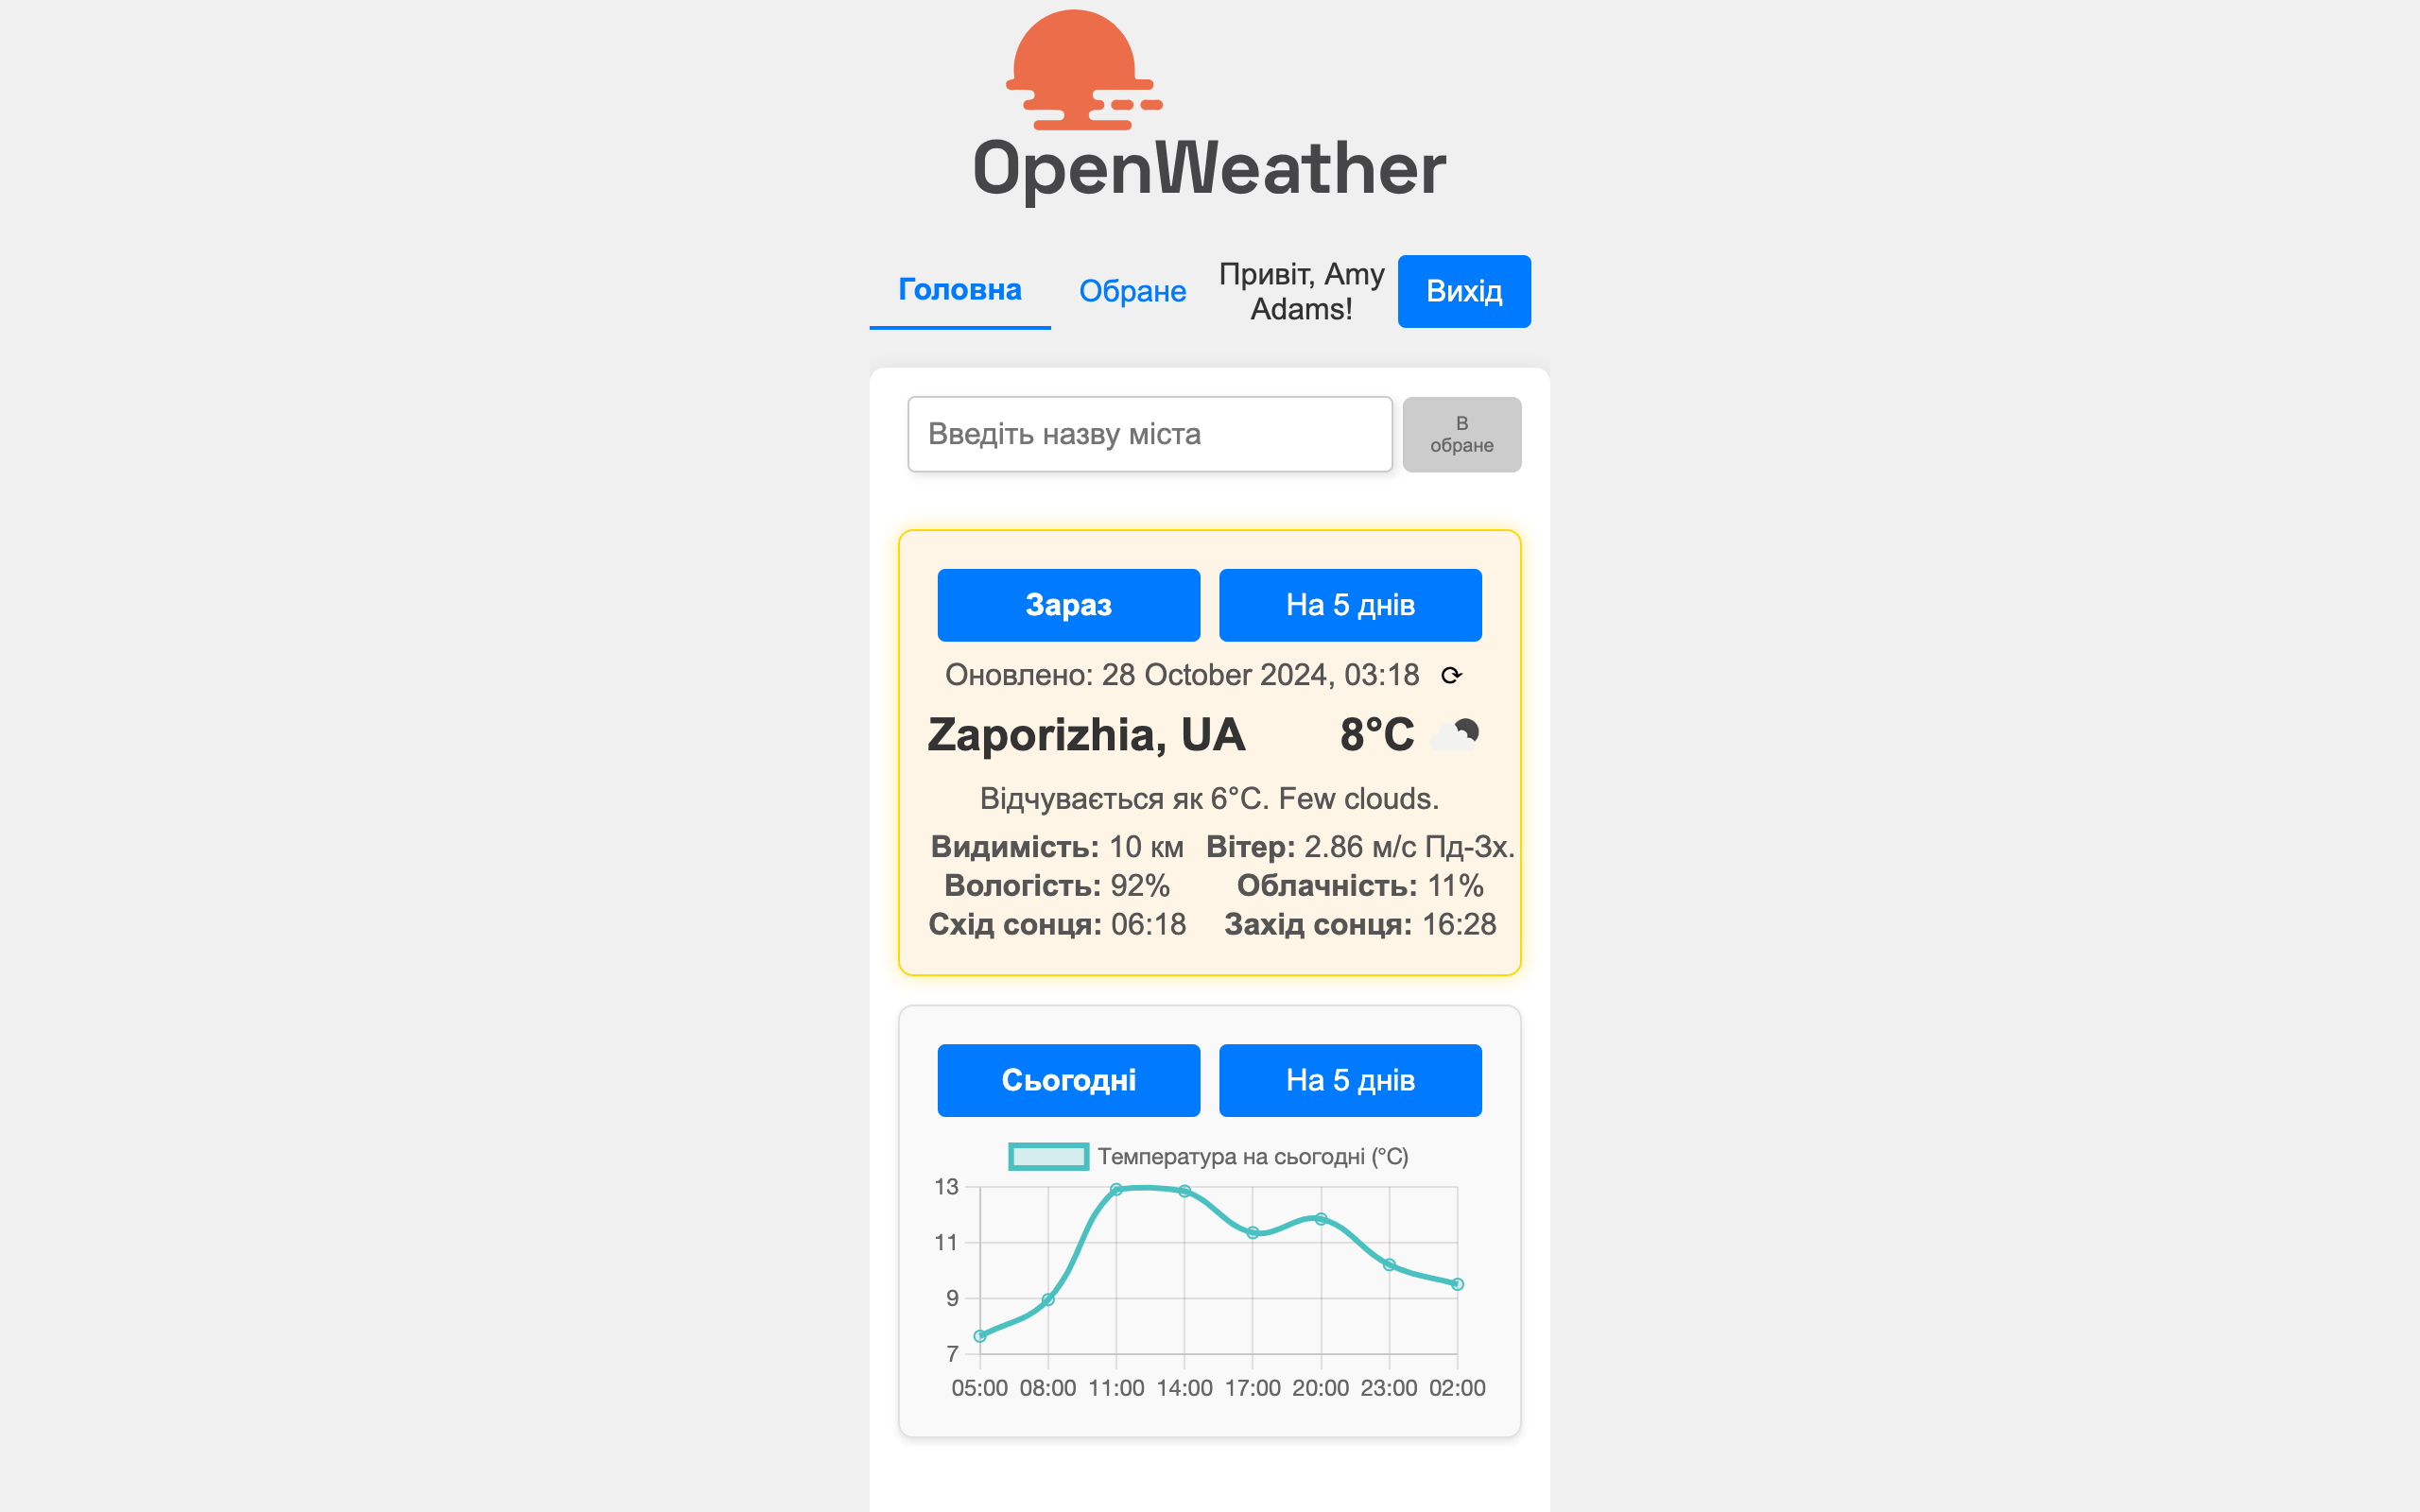 OpenWeather
Головна
Обране
Привіт, Amy
Adams!
Вихід
Введіть назву міста
В
обране
Зараз
На 5 днів
Оновлено: 28 October 2024, 03:18 ⟳
Zaporizhia, UA 8°C
Відчувається як 6°C. Few clouds.
Видимість: 10 км Вітер: 2.86 м/с Пд-Зх.
Вологість: 92% Облачність: 11%
Схід сонця: 06:18 Захід сонця: 16:28
Сьогодні
На 5 днів
Температура на сьогодні (°C)
13
11
9
7
05:00 08:00 11:00 14:00 17:00 20:00 23:00 02:00